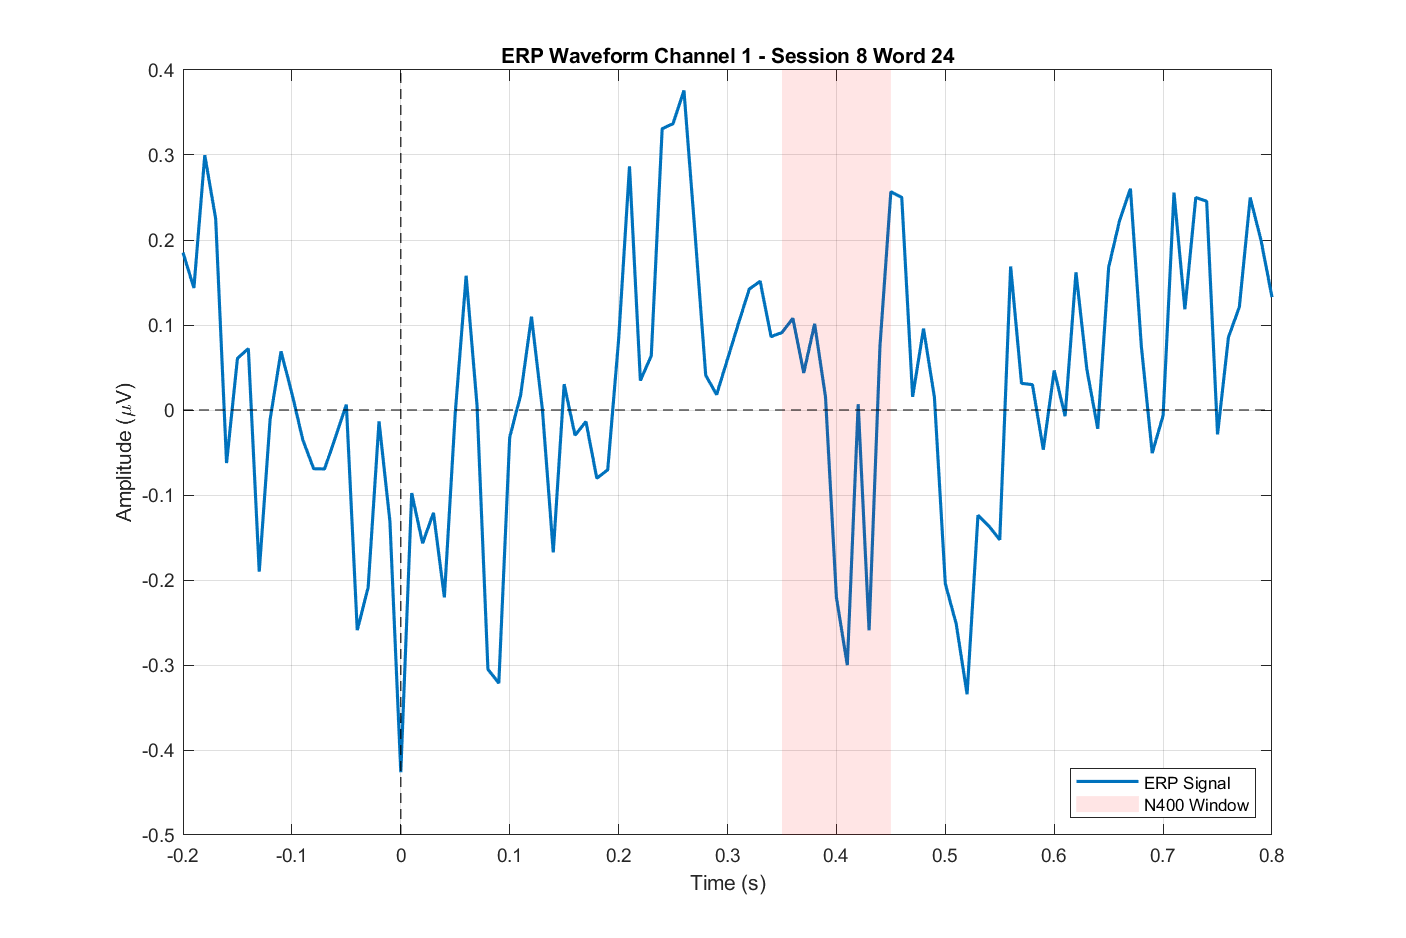 ERP Waveform Channel 1 - Session 8 Word 24
0.4
0.3
0.2
0.1
0
-0.1
-0.2
-0.3
-0.4
-0.5
Amplitude (μV)
ERP Signal
N400 Window
-0.2 -0.1 0 0.1 0.2 0.3 0.4 0.5 0.6 0.7 0.8
Time (s)